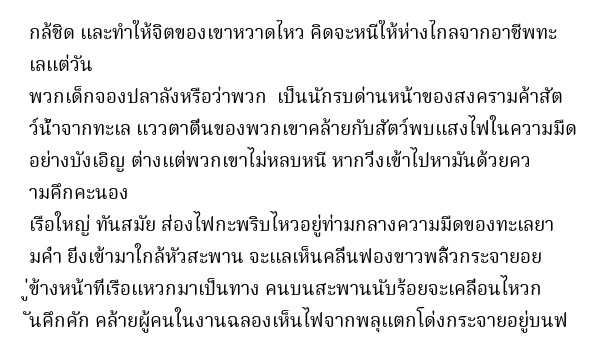 กล้ชิด และทำให้จิตของเขาหวาดไหว คิดจะหนีให้ห่างไกลจากอาชีพทะ
เลแต่วัน
พวกเด็กจองปลาลังหรือว่าพวก  เป็นนักรบด่านหน้าของสงครามค้าสัต
ว์น้ำจากทะเล แววตาตื่นของพวกเขาคล้ายกับสัตว์พบแสงไฟในความมืด
อย่างบังเอิญ ต่างแต่พวกเขาไม่หลบหนี หากวิ่งเข้าไปหามันด้วยคว
ามคึกคะนอง
เรือใหญ่ ทันสมัย ส่องไฟกะพริบไหวอยู่ท่ามกลางความมืดของทะเลยา
มค่ำ ยิ่งเข้ามาใกล้หัวสะพาน จะแลเห็นคลื่นฟองขาวพลิ้วกระจายอย
ู่ข้างหน้าที่เรือแหวกมาเป็นทาง คนบนสะพานนับร้อยจะเคลื่อนไหวก
ันคึกคัก คล้ายผู้คนในงานฉลองเห็นไฟจากพลุแตกโด่งกระจายอยู่บนฟ